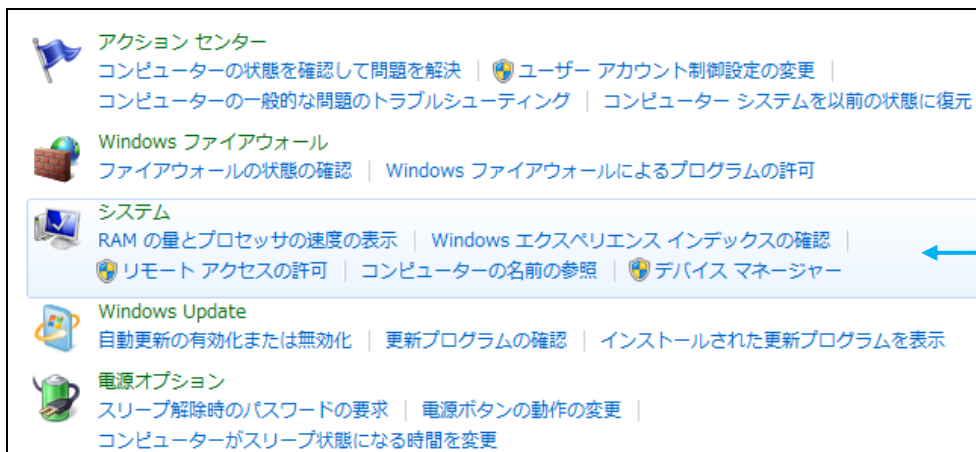 アクション センター
コンピューターの状態を確認して問題を解決 | ユーザー アカウント制御設定の変更 |
コンピューターの一般的な問題のトラブルシューティング | コンピューター システムを以前の状態に復元
Windows ファイアウォール
ファイアウォールの状態の確認 | Windows ファイアウォールによるプログラムの許可
システム
RAM の量とプロセッサの速度の表示 | Windows エクスペリエンス インデックスの確認 |
リモート アクセスの許可 | コンピューターの名前の参照 | デバイス マネージャー
Windows Update
自動更新の有効化または無効化 | 更新プログラムの確認 | インストールされた更新プログラムを表示
電源オプション
スリープ解除時のパスワードの要求 | 電源ボタンの動作の変更 |
コンピューターがスリープ状態になる時間を変更